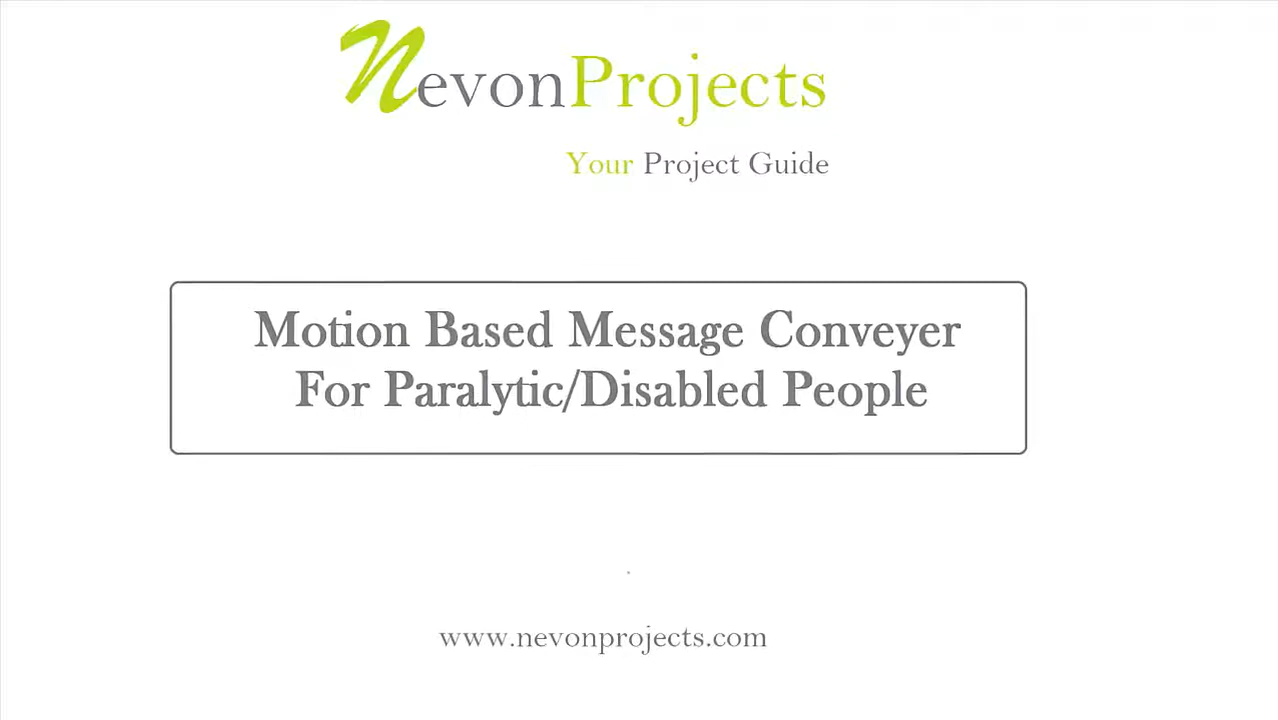 NevonProjects
Your Project Guide
Motion Based Message Conveyer
For Paralytic/Disabled People
www.nevonprojects.com